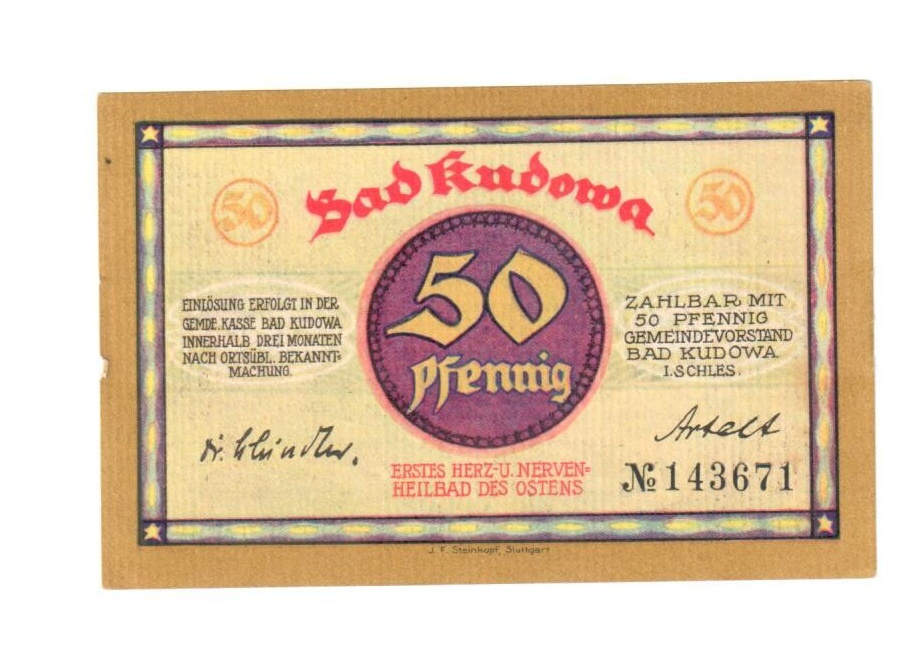 Bad Kudowa
50
50
50
Pfennig
EINLÖSUNG ERFOLGT IN DER
GEMDE. KASSE BAD KUDOWA
INNERHALB DREI MONATEN
NACH ORTSÜBL. BEKANNT=
MACHUNG.
ZAHLBAR MIT
50 PFENNIG
GEMEINDEVORSTAND
BAD KUDOWA
I. SCHLES.
Dr. Schindler.
Artelt
ERSTES HERZ-U. NERVEN=
HEILBAD DES OSTENS
№ 143671
J. F. Steinkopf, Stuttgart